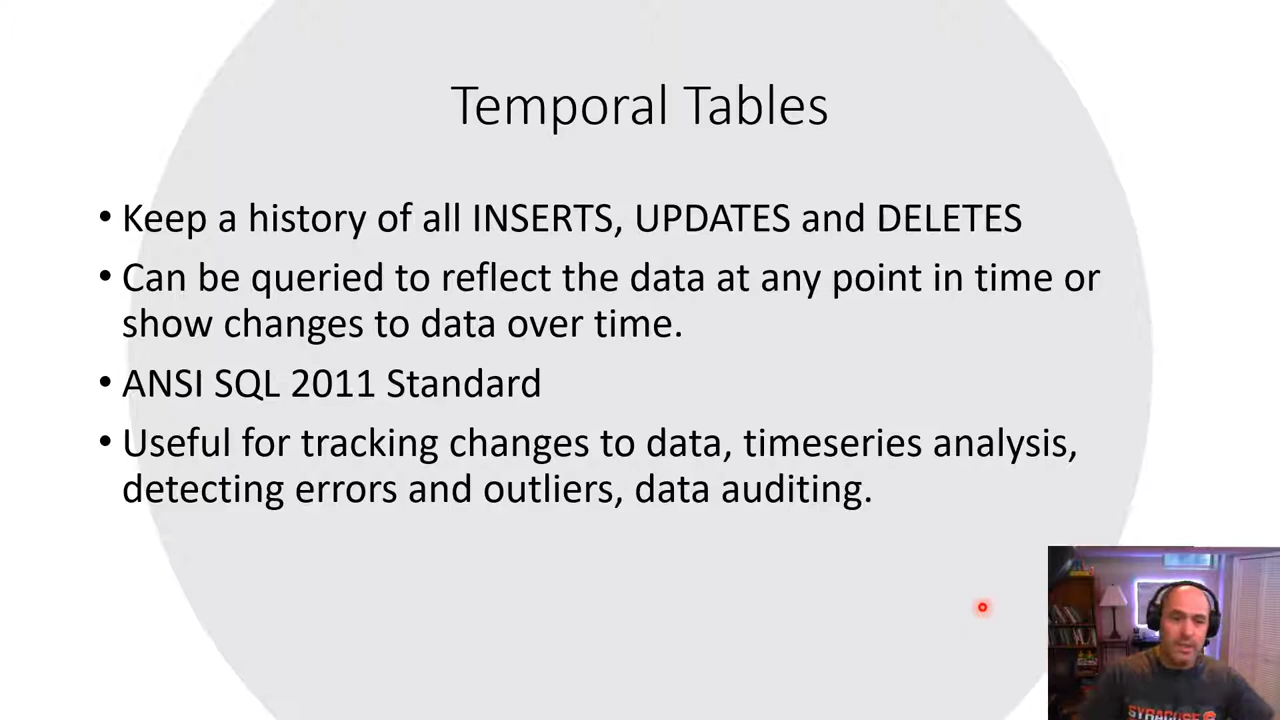 Temporal Tables
• Keep a history of all INSERTS, UPDATES and DELETES
• Can be queried to reflect the data at any point in time or
show changes to data over time.
• ANSI SQL 2011 Standard
• Useful for tracking changes to data, timeseries analysis,
detecting errors and outliers, data auditing.
SYRACUSE